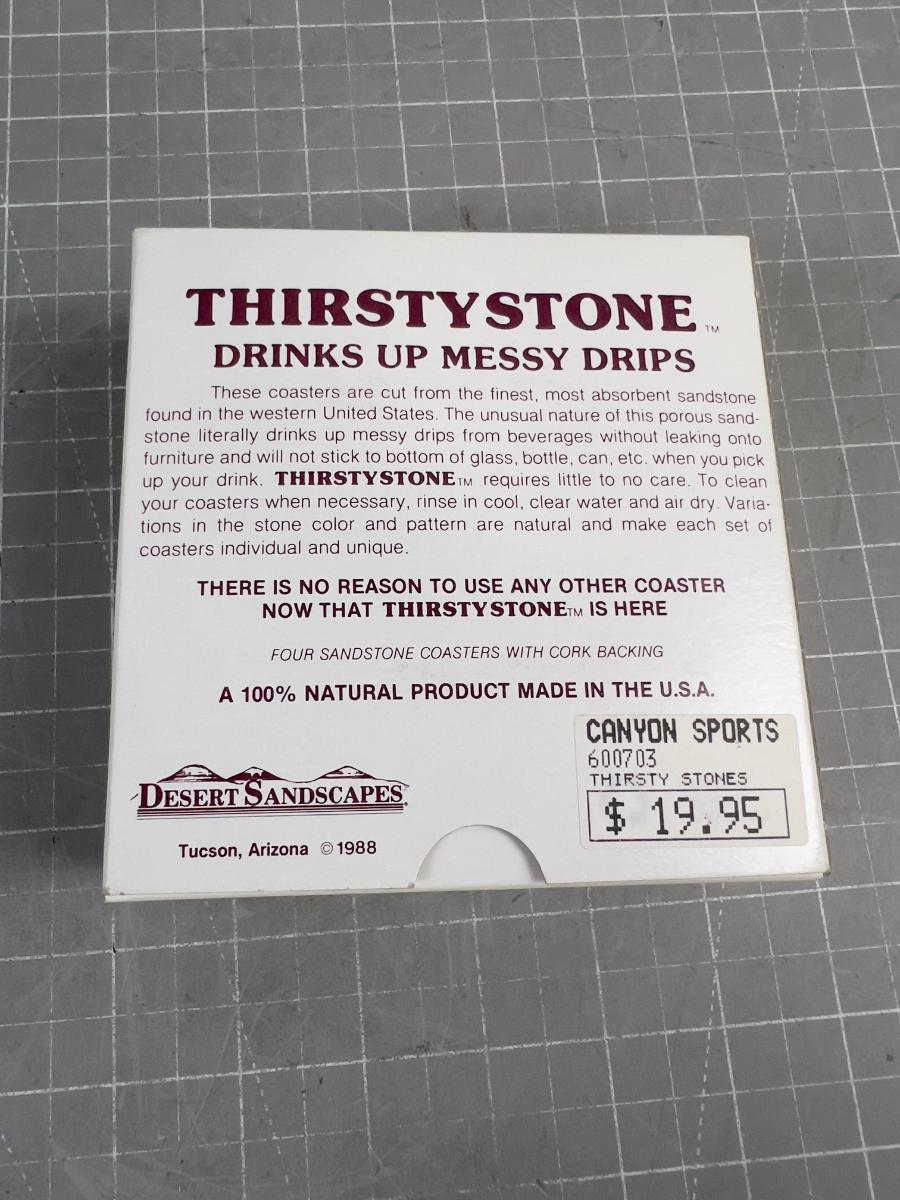 THIRSTYSTONE TM
DRINKS UP MESSY DRIPS
These coasters are cut from the finest, most absorbent sandstone
found in the western United States. The unusual nature of this porous sand-
stone literally drinks up messy drips from beverages without leaking onto
furniture and will not stick to bottom of glass, bottle, can, etc. when you pick
up your drink. THIRSTYSTONE TM requires little to no care. To clean
your coasters when necessary, rinse in cool, clear water and air dry. Varia-
tions in the stone color and pattern are natural and make each set of
coasters individual and unique.
THERE IS NO REASON TO USE ANY OTHER COASTER
NOW THAT THIRSTYSTONE TM IS HERE
FOUR SANDSTONE COASTERS WITH CORK BACKING
A 100% NATURAL PRODUCT MADE IN THE U.S.A.
DESERT SANDSCAPES®
Tucson, Arizona ©1988
CANYON SPORTS
600703
THIRSTY STONES
$ 19.95